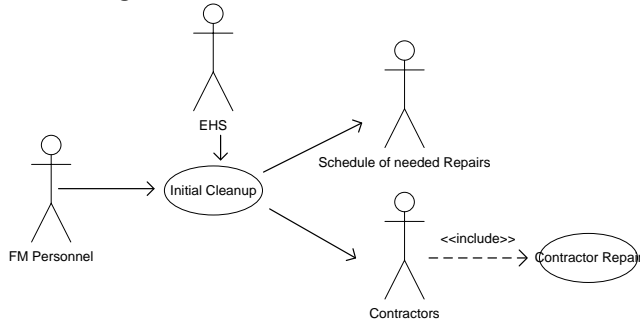 EHS
Schedule of needed Repairs
Initial Cleanup
FM Personnel
<<include>>
Contractor Repair
Contractors